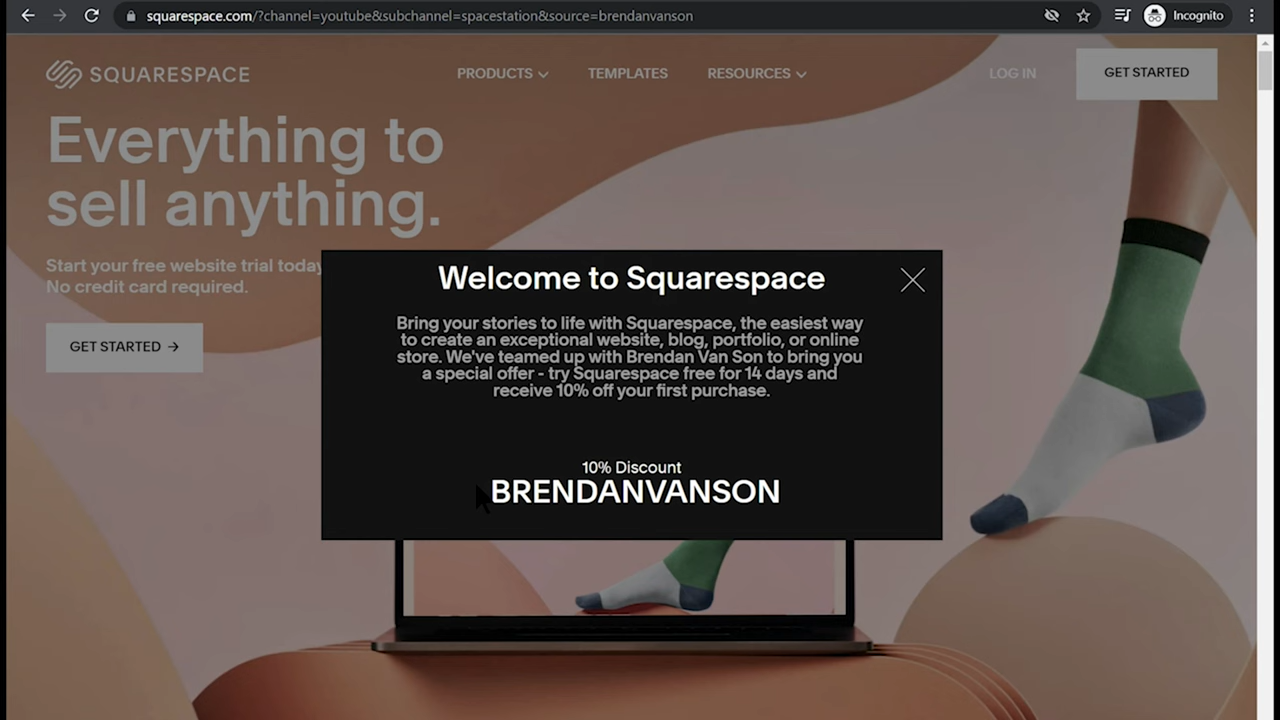 squarespace.com/?channel=youtube&subchannel=spacestation&source=brendanvanson
Incognito
SQUARESPACE
PRODUCTS
TEMPLATES
RESOURCES
LOG IN
GET STARTED
Everything to
sell anything.
Start your free website trial today
No credit card required.
GET STARTED →
Welcome to Squarespace
Bring your stories to life with Squarespace, the easiest way
to create an exceptional website, blog, portfolio, or online
store. We've teamed up with Brendan Van Son to bring you
a special offer - try Squarespace free for 14 days and
receive 10% off your first purchase.
10% Discount
BRENDANVANSON